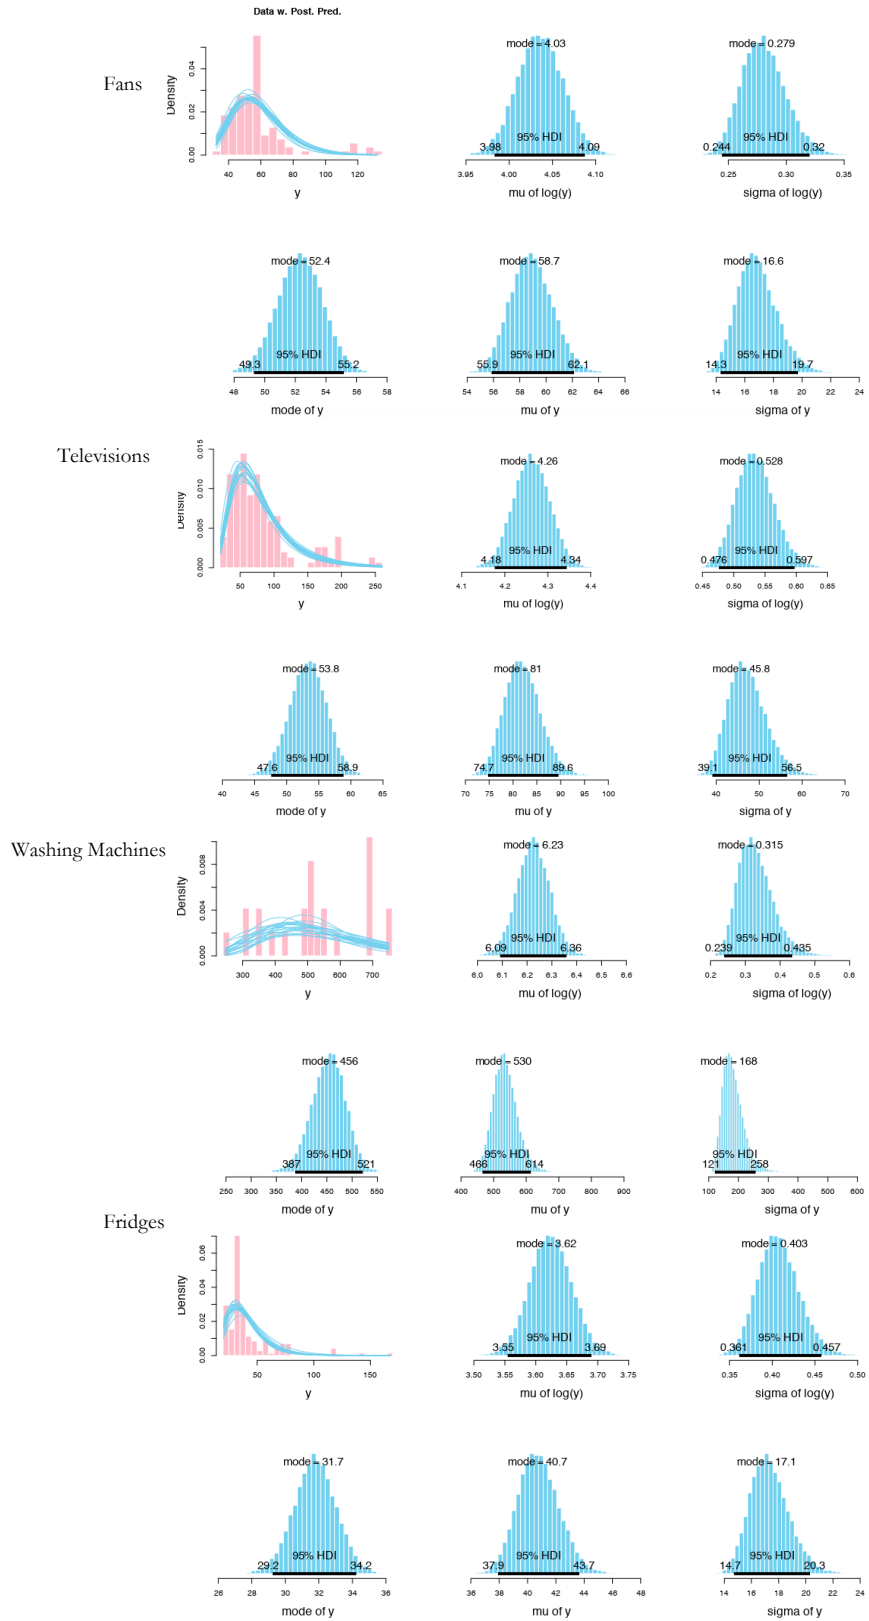 Data w. Post. Pred.
Fans
Density
0.00 0.02 0.04
40 60 80 100 120
y
mode = 4.03
95% HDI
3.98 4.09
3.95 4.00 4.05 4.10
mu of log(y)
mode = 0.279
95% HDI
0.244 0.32
0.25 0.30 0.35
sigma of log(y)
mode = 52.4
95% HDI
49.3 55.2
48 50 52 54 56 58
mode of y
mode = 58.7
95% HDI
55.9 62.1
54 56 58 60 62 64 66
mu of y
mode = 16.6
95% HDI
14.3 19.7
14 16 18 20 22 24
sigma of y
Televisions
Density
0.000 0.005 0.010 0.015
50 100 150 200 250
y
mode = 4.26
95% HDI
4.18 4.34
4.1 4.2 4.3 4.4
mu of log(y)
mode = 0.528
95% HDI
0.476 0.597
0.45 0.50 0.55 0.60 0.65
sigma of log(y)
mode = 53.8
95% HDI
47.6 58.9
40 45 50 55 60 65
mode of y
mode = 81
95% HDI
74.7 89.6
70 75 80 85 90 95 100
mu of y
mode = 45.8
95% HDI
39.1 56.5
40 50 60 70
sigma of y
Washing Machines
Density
0.000 0.004 0.008
300 400 500 600 700
y
mode = 6.23
95% HDI
6.09 6.36
6.0 6.1 6.2 6.3 6.4 6.5 6.6
mu of log(y)
mode = 0.315
95% HDI
0.239 0.435
0.2 0.3 0.4 0.5 0.6
sigma of log(y)
mode = 456
95% HDI
387 521
250 300 350 400 450 500 550
mode of y
mode = 530
95% HDI
466 614
400 500 600 700 800 900
mu of y
mode = 168
95% HDI
121 258
100 200 300 400 500 600
sigma of y
Fridges
Density
0.00 0.02 0.04 0.06
50 100 150
y
mode = 3.62
95% HDI
3.55 3.69
3.50 3.55 3.60 3.65 3.70 3.75
mu of log(y)
mode = 0.403
95% HDI
0.361 0.457
0.35 0.40 0.45 0.50
sigma of log(y)
mode = 31.7
95% HDI
29.2 34.2
26 28 30 32 34 36
mode of y
mode = 40.7
95% HDI
37.9 43.7
36 38 40 42 44 46 48
mu of y
mode = 17.1
95% HDI
14.7 20.3
14 16 18 20 22 24
sigma of y